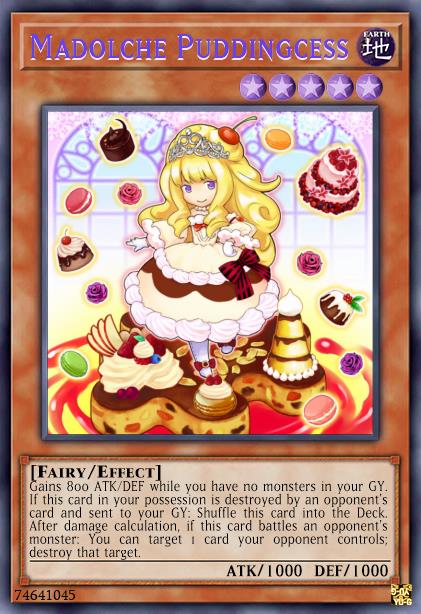 Madolche Puddingcess
EARTH
地
[Fairy/Effect]
Gains 800 ATK/DEF while you have no monsters in your GY.
If this card in your possession is destroyed by an opponent's
card and sent to your GY: Shuffle this card into the Deck.
After damage calculation, if this card battles an opponent's
monster: You can target 1 card your opponent controls;
destroy that target.
ATK/1000 DEF/1000
74641045